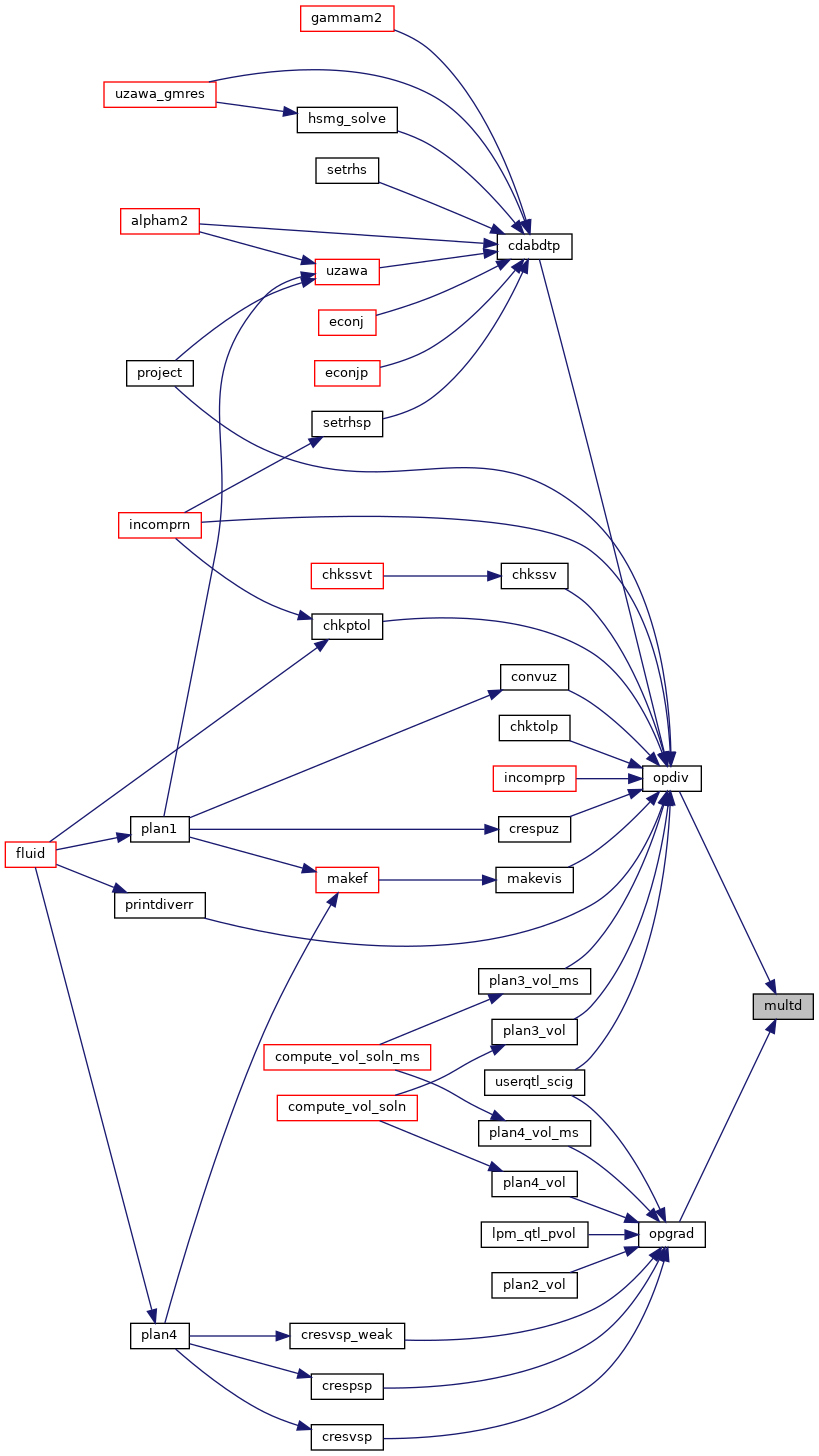 gammam2
uzawa_gmres
hsmg_solve
setrhs
alpham2
cdabdtp
uzawa
econj
project
econjp
setrhsp
incomprn
chkssvt
chkssv
chkptol
convuz
chktolp
incomprp
opdiv
plan1
crespuz
fluid
makef
makevis
printdiverr
plan3_vol_ms
multd
plan3_vol
compute_vol_soln_ms
userqtl_scig
compute_vol_soln
plan4_vol_ms
plan4_vol
lpm_qtl_pvol
opgrad
plan2_vol
plan4
cresvsp_weak
crespsp
cresvsp